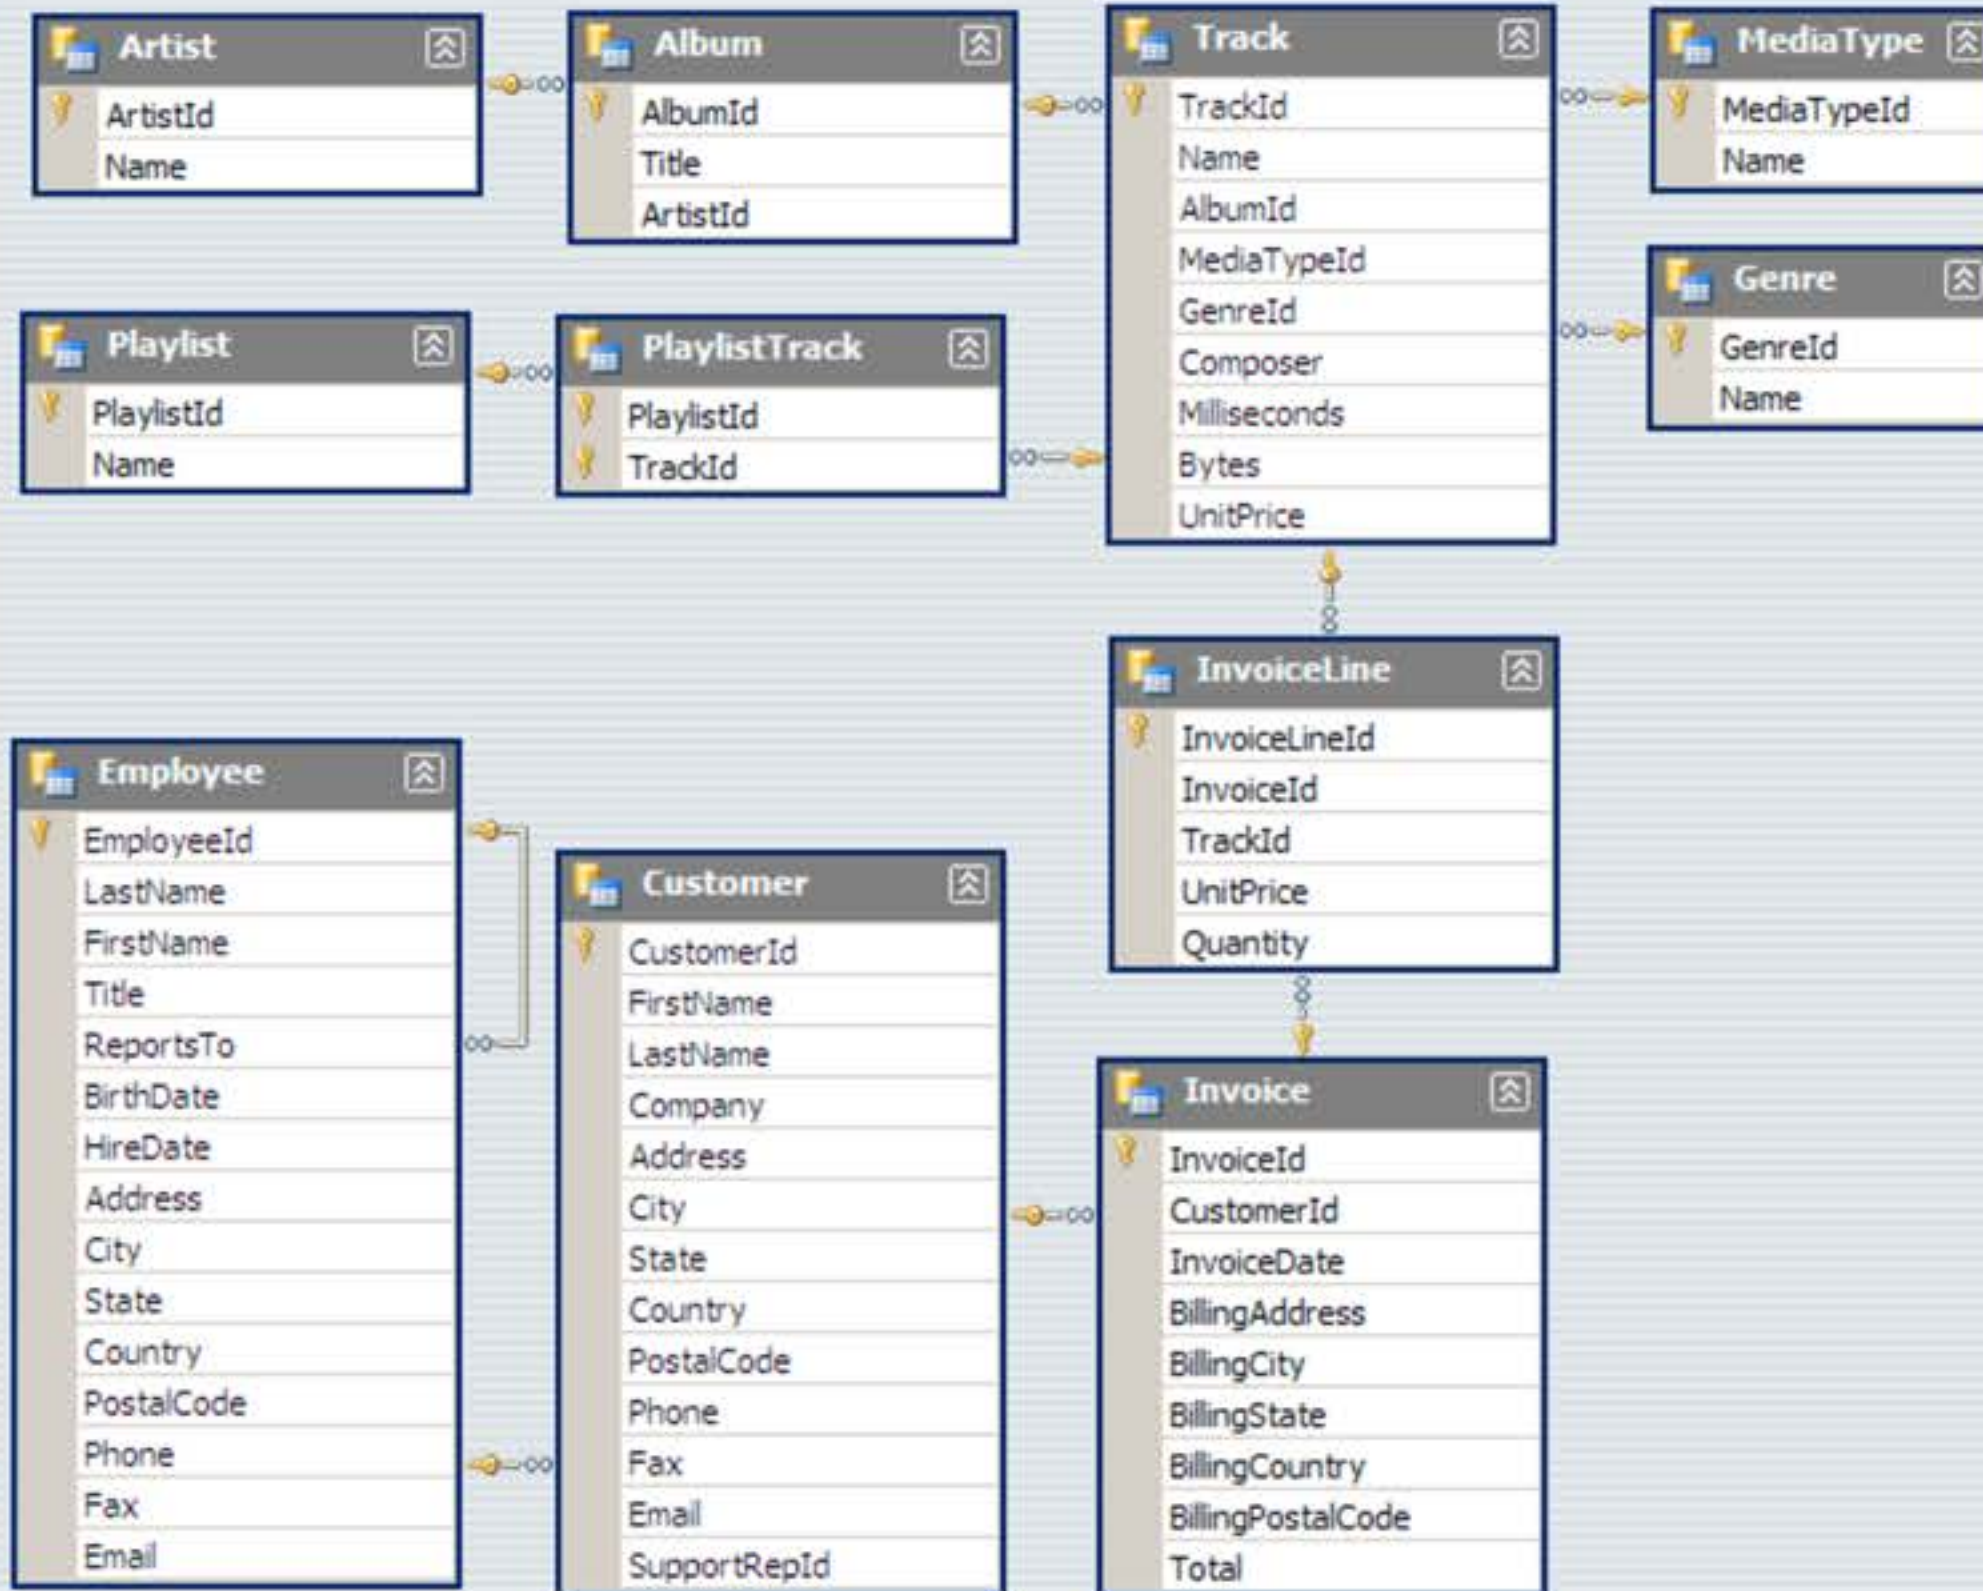 Artist
ArtistId
Name
Album
AlbumId
Title
ArtistId
Track
TrackId
Name
AlbumId
MediaTypeId
GenreId
Composer
Milliseconds
Bytes
UnitPrice
MediaType
MediaTypeId
Name
Genre
GenreId
Name
Playlist
PlaylistId
Name
PlaylistTrack
PlaylistId
TrackId
InvoiceLine
InvoiceLineId
InvoiceId
TrackId
UnitPrice
Quantity
Employee
EmployeeId
LastName
FirstName
Title
ReportsTo
BirthDate
HireDate
Address
City
State
Country
PostalCode
Phone
Fax
Email
Customer
CustomerId
FirstName
LastName
Company
Address
City
State
Country
PostalCode
Phone
Fax
Email
SupportRepId
Invoice
InvoiceId
CustomerId
InvoiceDate
BillingAddress
BillingCity
BillingState
BillingCountry
BillingPostalCode
Total